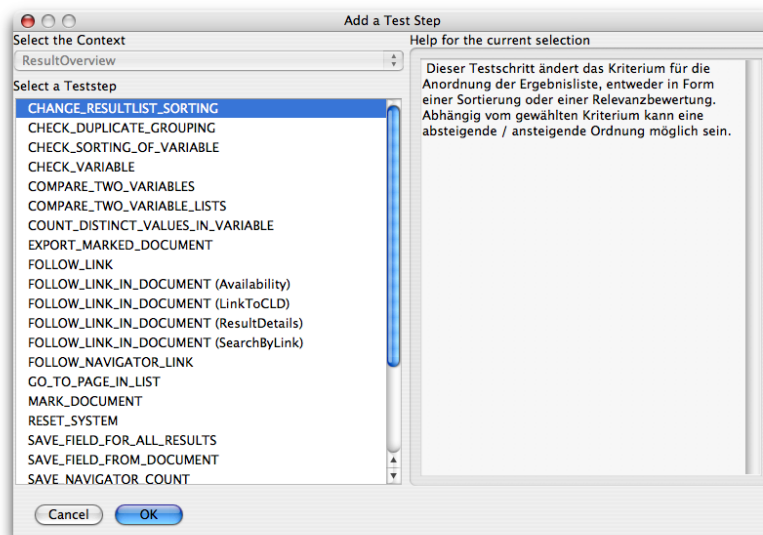 Add a Test Step
Select the Context
ResultOverview
Select a Teststep
CHANGE_RESULTLIST_SORTING
CHECK_DUPLICATE_GROUPING
CHECK_SORTING_OF_VARIABLE
CHECK_VARIABLE
COMPARE_TWO_VARIABLES
COMPARE_TWO_VARIABLE_LISTS
COUNT_DISTINCT_VALUES_IN_VARIABLE
EXPORT_MARKED_DOCUMENT
FOLLOW_LINK
FOLLOW_LINK_IN_DOCUMENT (Availability)
FOLLOW_LINK_IN_DOCUMENT (LinkToCLD)
FOLLOW_LINK_IN_DOCUMENT (ResultDetails)
FOLLOW_LINK_IN_DOCUMENT (SearchByLink)
FOLLOW_NAVIGATOR_LINK
GO_TO_PAGE_IN_LIST
MARK_DOCUMENT
RESET_SYSTEM
SAVE_FIELD_FOR_ALL_RESULTS
SAVE_FIELD_FROM_DOCUMENT
SAVE_NAVIGATOR_COUNT
Cancel
OK
Help for the current selection
Dieser Testschritt ändert das Kriterium für die
Anordnung der Ergebnisliste, entweder in Form
einer Sortierung oder einer Relevanzbewertung.
Abhängig vom gewählten Kriterium kann eine
absteigende / ansteigende Ordnung möglich sein.